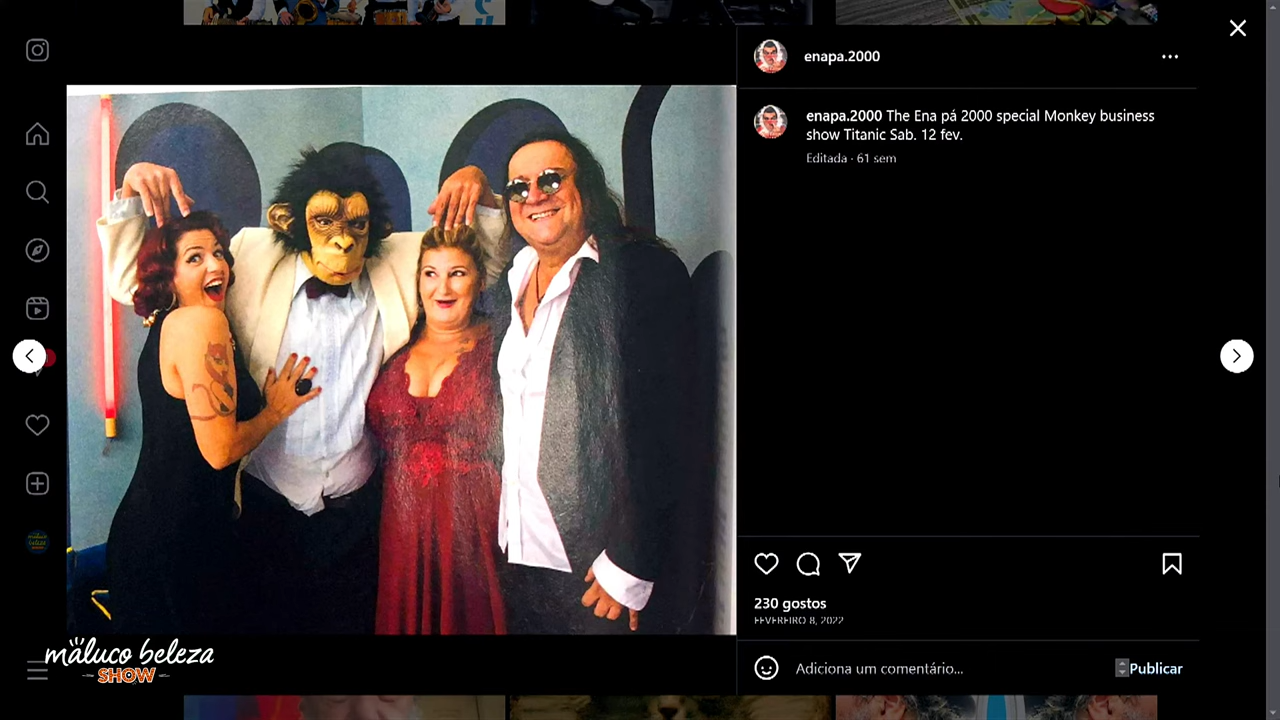 enapa.2000
enapa.2000 The Ena pá 2000 special Monkey business
show Titanic Sab. 12 fev.
Editada · 61 sem
230 gostos
FEVEREIRO 8, 2022
Adiciona um comentário...
Publicar
maluco beleza
SHOW